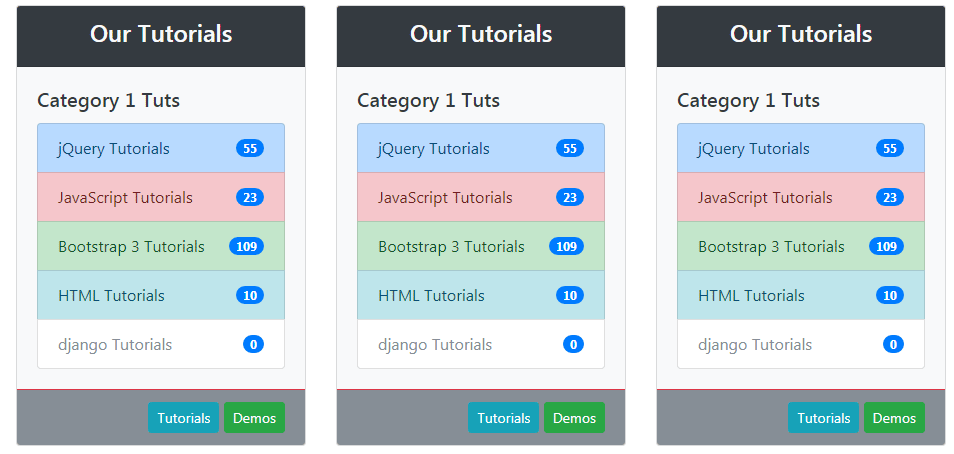 Our Tutorials
Category 1 Tuts
jQuery Tutorials 55
JavaScript Tutorials 23
Bootstrap 3 Tutorials 109
HTML Tutorials 10
django Tutorials 0
Tutorials Demos
Our Tutorials
Category 1 Tuts
jQuery Tutorials 55
JavaScript Tutorials 23
Bootstrap 3 Tutorials 109
HTML Tutorials 10
django Tutorials 0
Tutorials Demos
Our Tutorials
Category 1 Tuts
jQuery Tutorials 55
JavaScript Tutorials 23
Bootstrap 3 Tutorials 109
HTML Tutorials 10
django Tutorials 0
Tutorials Demos